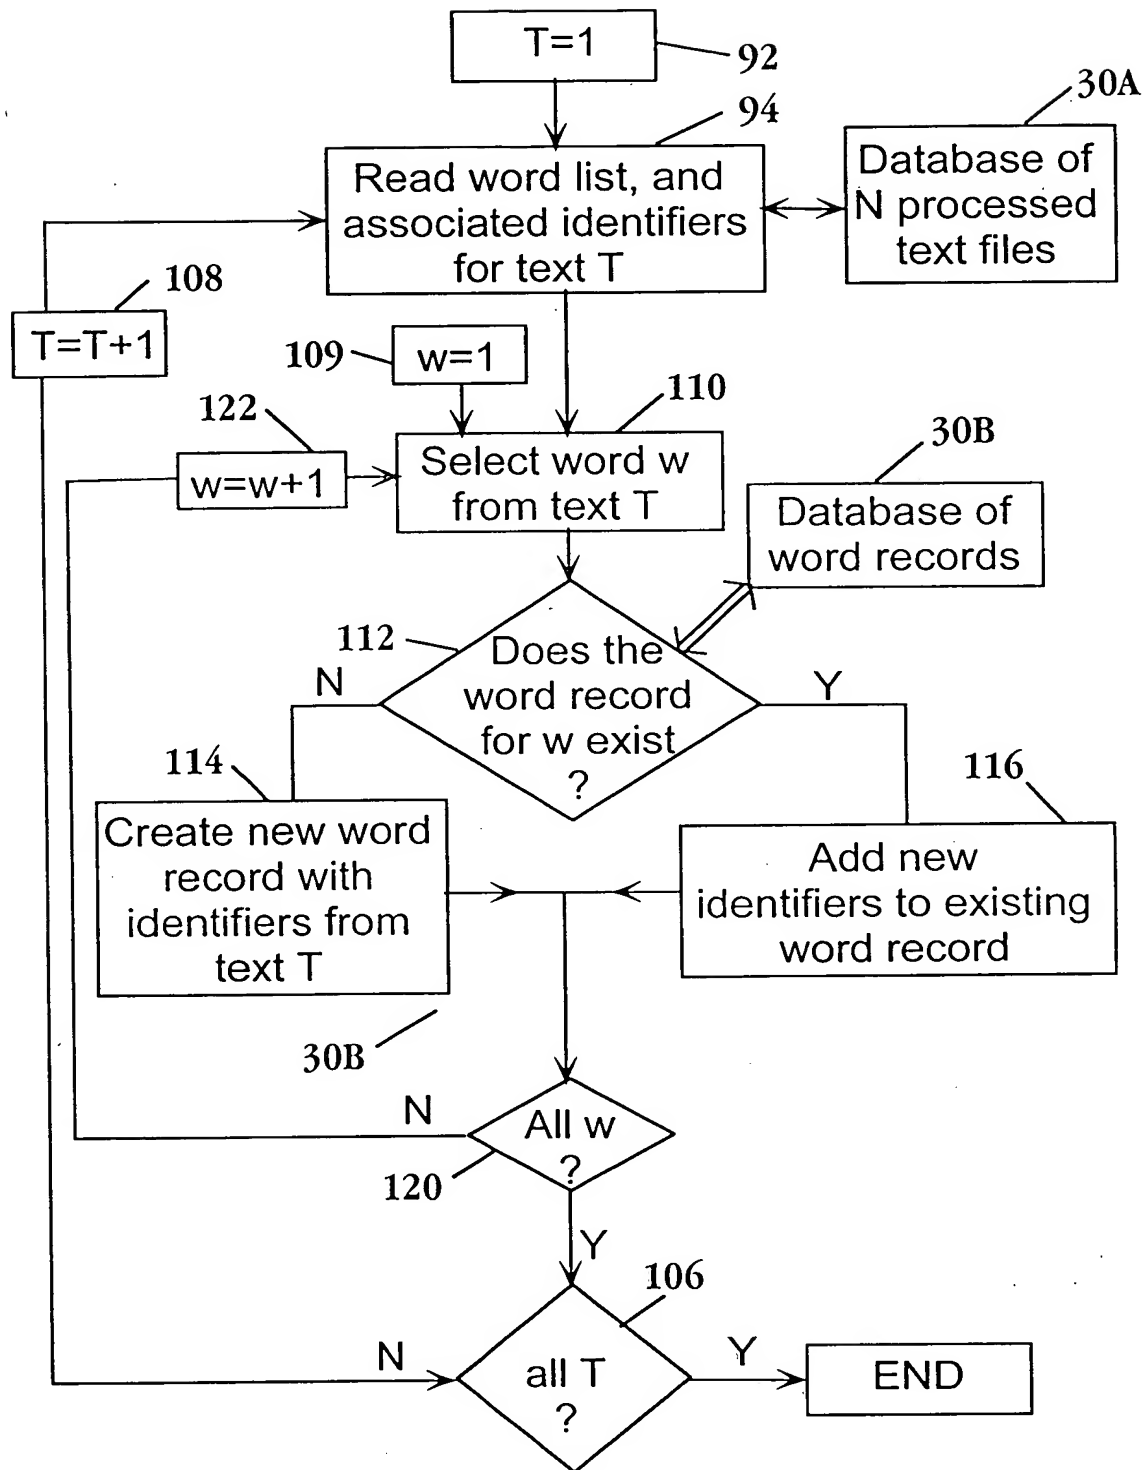 T=1
92
94
30A
Read word list, and
associated identifiers
for text T
Database of
N processed
text files
108
T=T+1
109
w=1
110
122
w=w+1
Select word w
from text T
30B
Database of
word records
112
Does the
word record
for w exist
?
N
Y
114
116
Create new word
record with
identifiers from
text T
Add new
identifiers to existing
word record
30B
N
All w
?
120
Y
106
N
all T
?
Y
END